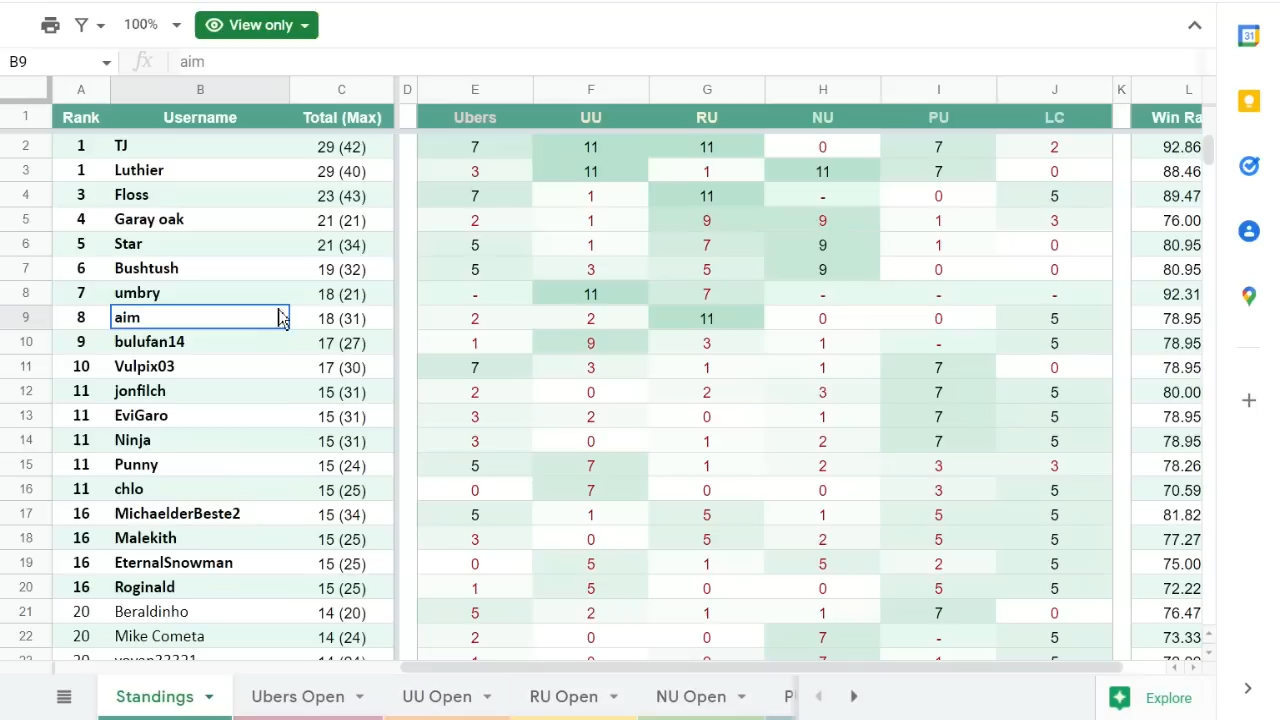 100% View only
31
B9 fx aim
A B C D E F G H I J K L
1 Rank Username Total (Max) Ubers UU RU NU PU LC Win Ra
2 1 TJ 29 (42) 7 11 11 0 7 2 92.86
3 1 Luthier 29 (40) 3 11 1 11 7 0 88.46
4 3 Floss 23 (43) 7 1 11 - 0 5 89.47
5 4 Garay oak 21 (21) 2 1 9 9 1 3 76.00
6 5 Star 21 (34) 5 1 7 9 1 0 80.95
7 6 Bushtush 19 (32) 5 3 5 9 0 0 80.95
8 7 umbry 18 (21) - 11 7 - - - 92.31
9 8 aim 18 (31) 2 2 11 0 0 5 78.95
10 9 bulufan14 17 (27) 1 9 3 1 - 5 78.95
11 10 Vulpix03 17 (30) 7 3 1 1 7 0 78.95
12 11 jonfilch 15 (31) 2 0 2 3 7 5 80.00
13 11 EviGaro 15 (31) 3 2 0 1 7 5 78.95
14 11 Ninja 15 (31) 3 0 1 2 7 5 78.95
15 11 Punny 15 (24) 5 7 1 2 3 3 78.26
16 11 chlo 15 (25) 0 7 0 0 3 5 70.59
17 16 MichaelderBeste2 15 (34) 5 1 5 1 5 5 81.82
18 16 Malekith 15 (25) 3 0 5 2 5 5 77.27
19 16 EternalSnowman 15 (25) 0 5 1 5 2 5 75.00
20 16 Roginald 15 (25) 1 5 0 0 5 5 72.22
21 20 Beraldinho 14 (20) 5 2 1 1 7 0 76.47
22 20 Mike Cometa 14 (24) 2 0 0 7 - 5 73.33
Standings Ubers Open UU Open RU Open NU Open P Explore